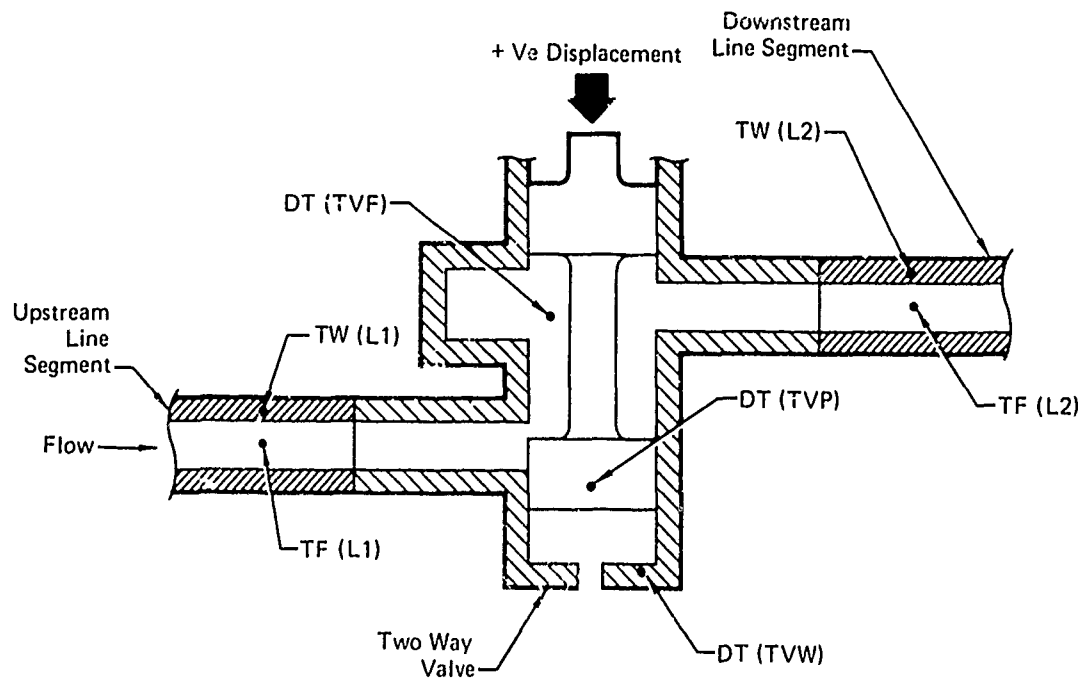 Downstream
Line Segment
+ Ve Displacement
TW (L2)
DT (TVF)
Upstream
Line
Segment
TW (L1)
DT (TVP)
TF (L2)
Flow
TF (L1)
Two Way
Valve
DT (TVW)